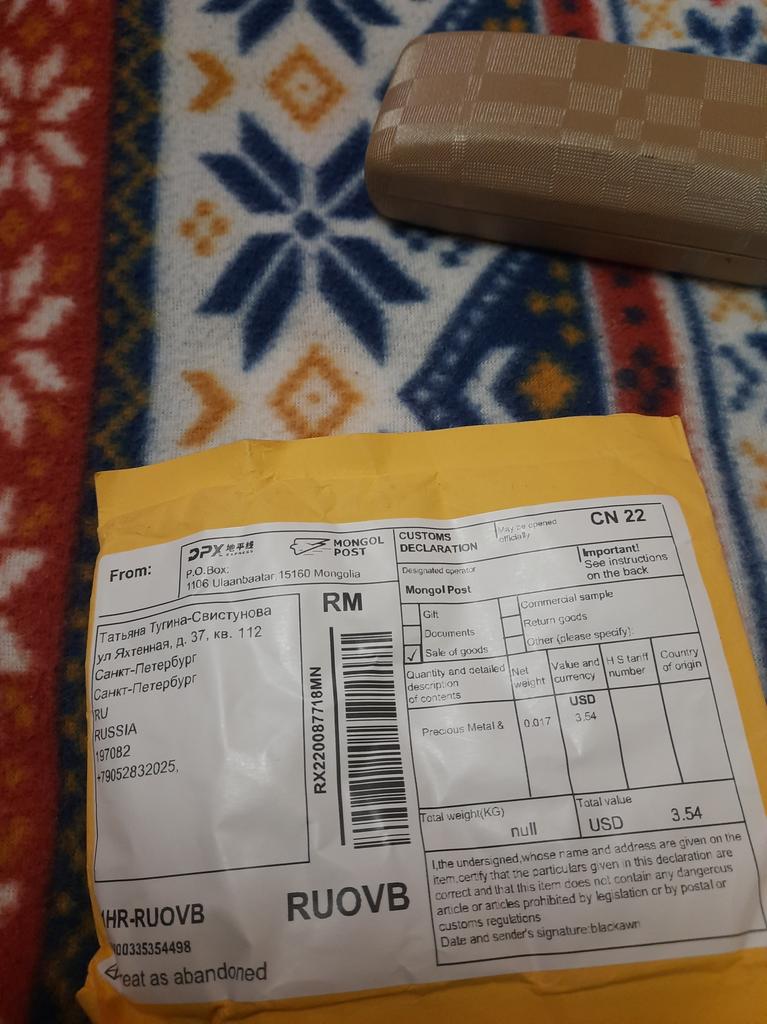 From:
DPX 地平线
EXPRESS
MONGOL
POST
P.O.Box:
1106 Ulaanbaatar,15160 Mongolia
Татьяна Тугина-Свистунова
ул Яхтенная, д. 37, кв. 112
Санкт-Петербург
Санкт-Петербург
RU
RUSSIA
197082
+79052832025,
RM
RX220087718MN
HR-RUOVB
RUOVB
00335354498
reat as abandoned
CUSTOMS
DECLARATION
May be opened
officially
CN 22
Designated operator
Important!
See instructions
on the back
Mongol Post
Gift
Commercial sample
Documents
Return goods
✓ Sale of goods
Other (please specify):
Quantity and detailed
description
of contents
Net
weight
Value and
currency
H S tariff
number
Country
of origin
USD
Precious Metal &
0.017
3.54
Total weight(KG)
null
Total value
USD
3.54
I,the undersigned,whose name and address are given on the
item,certify that the particulars given in this declaration are
correct and that this item does not contain any dangerous
article or articles prohibited by legislation or by postal or
customs regulations
Date and sender's signature:blackawn